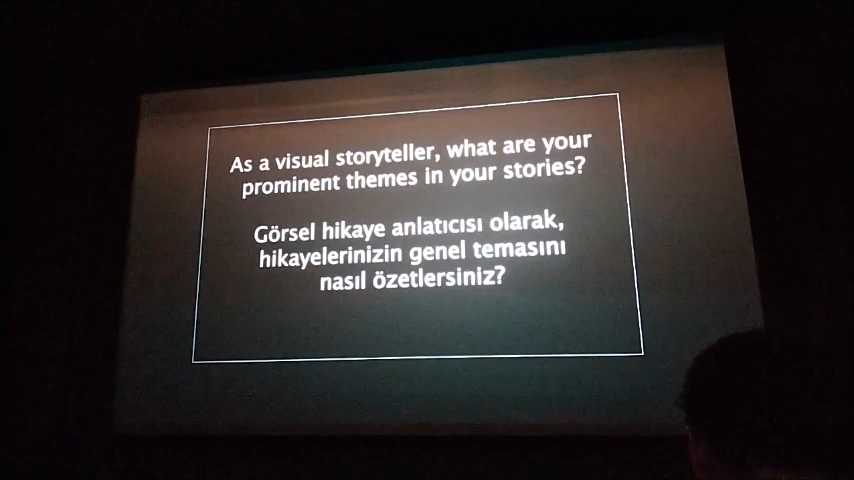 As a visual storyteller, what are your
prominent themes in your stories?
Görsel hikaye anlatıcısı olarak,
hikayelerinizin genel temasını
nasıl özetlersiniz?